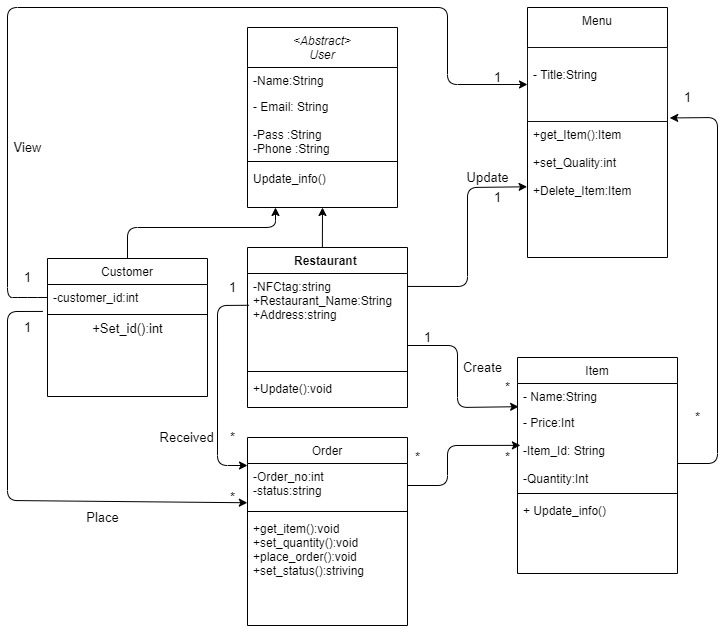 <Abstract>
User
-Name:String
- Email: String
-Pass :String
-Phone :String
Update_info()
Menu
- Title:String
+get_Item():Item
+set_Quality:int
+Delete_Item:Item
1
1
View
Update
1
Customer
-customer_id:int
+Set_id():int
1
1
Restaurant
-NFCtag:string
+Restaurant_Name:String
+Address:string
+Update():void
1
1
Create
*
Item
- Name:String
- Price:Int
-Item_Id: String
-Quantity:Int
+ Update_info()
*
Received
*
Order
-Order_no:int
-status:string
+get_item():void
+set_quantity():void
+place_order():void
+set_status():striving
*
*
*
Place